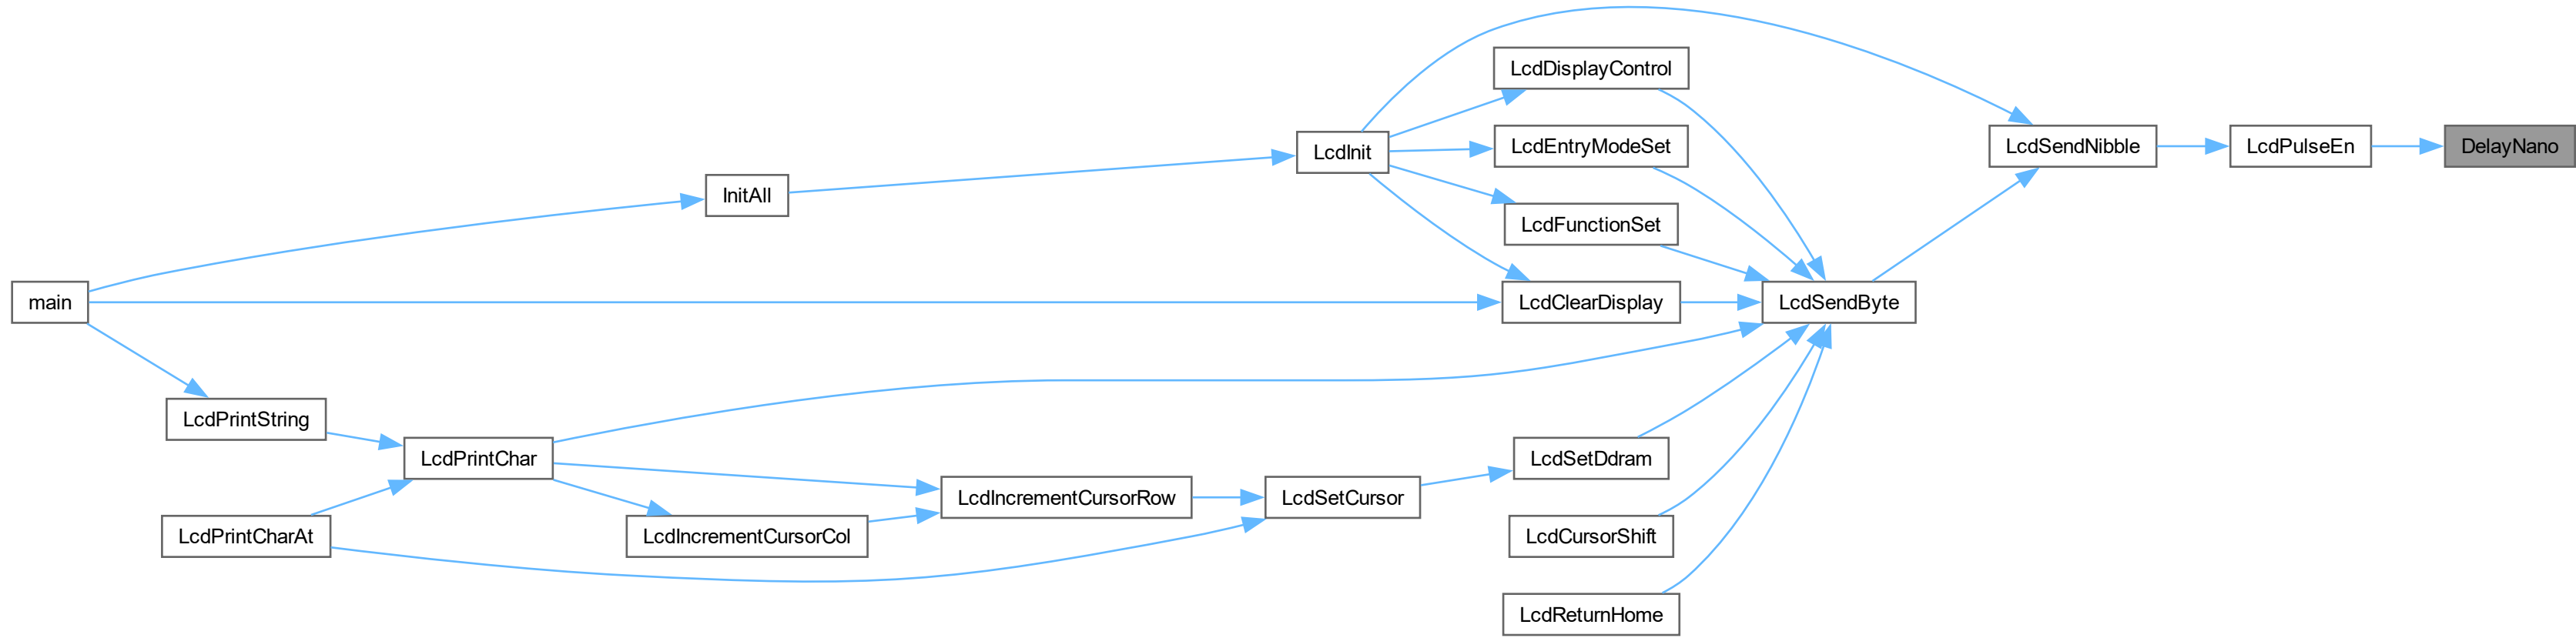 LcdDisplayControl
LcdInit
LcdEntryModeSet
LcdSendNibble
LcdPulseEn
DelayNano
InitAll
LcdFunctionSet
main
LcdClearDisplay
LcdSendByte
LcdPrintString
LcdPrintChar
LcdSetDdram
LcdIncrementCursorRow
LcdSetCursor
LcdPrintCharAt
LcdIncrementCursorCol
LcdCursorShift
LcdReturnHome